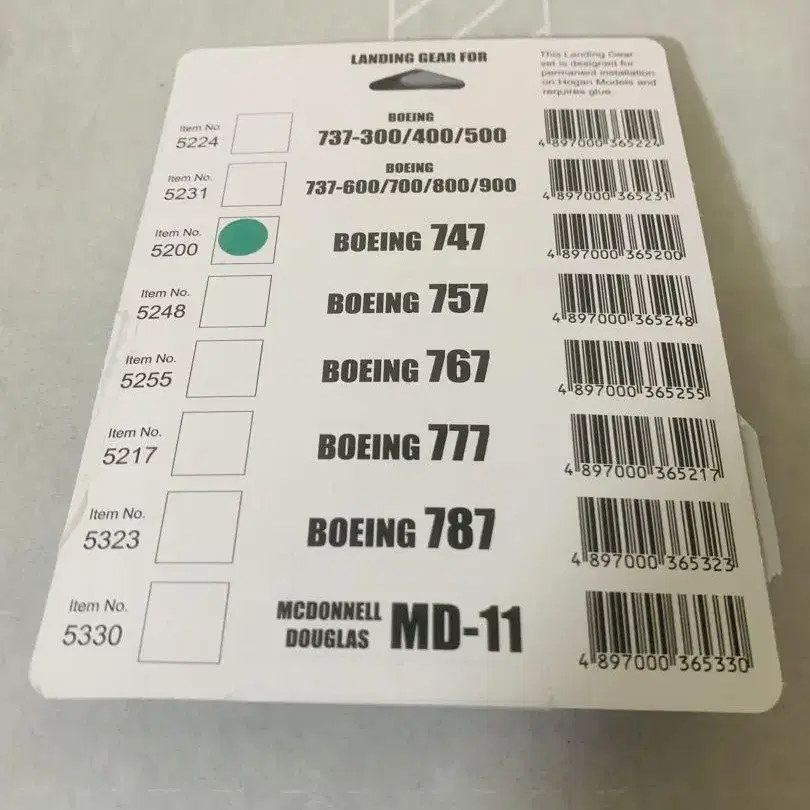 LANDING GEAR FOR
This Landing Gear
set is designed for
permanent installation
on Hogan Models and
requires glue.
Item No.
5224
BOEING
737-300/400/500
4 897000 365224
Item No.
5231
BOEING
737-600/700/800/900
4 897000 365231
Item No.
5200
BOEING 747
4 897000 365200
Item No.
5248
BOEING 757
4 897000 365248
Item No.
5255
BOEING 767
4 897000 365255
Item No.
5217
BOEING 777
4 897000 365217
Item No.
5323
BOEING 787
4 897000 365323
Item No.
5330
MCDONNELL
DOUGLAS MD-11
4 897000 365330